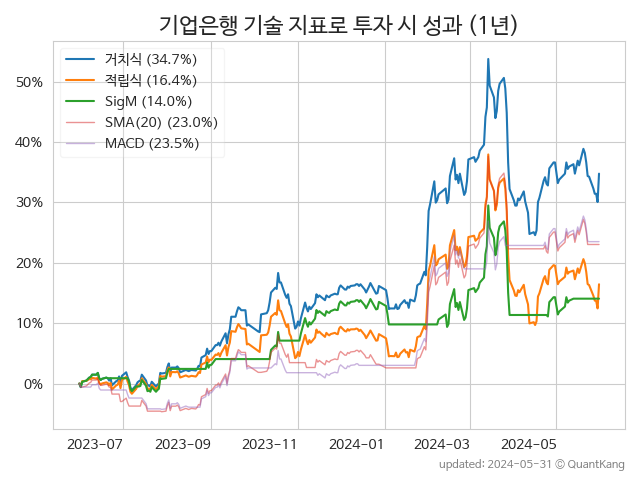 기업은행 기술 지표로 투자 시 성과 (1년)
거치식 (34.7%)
적립식 (16.4%)
SigM (14.0%)
SMA(20) (23.0%)
MACD (23.5%)
50%
40%
30%
20%
10%
0%
2023-07 2023-09 2023-11 2024-01 2024-03 2024-05
updated: 2024-05-31 © QuantKang